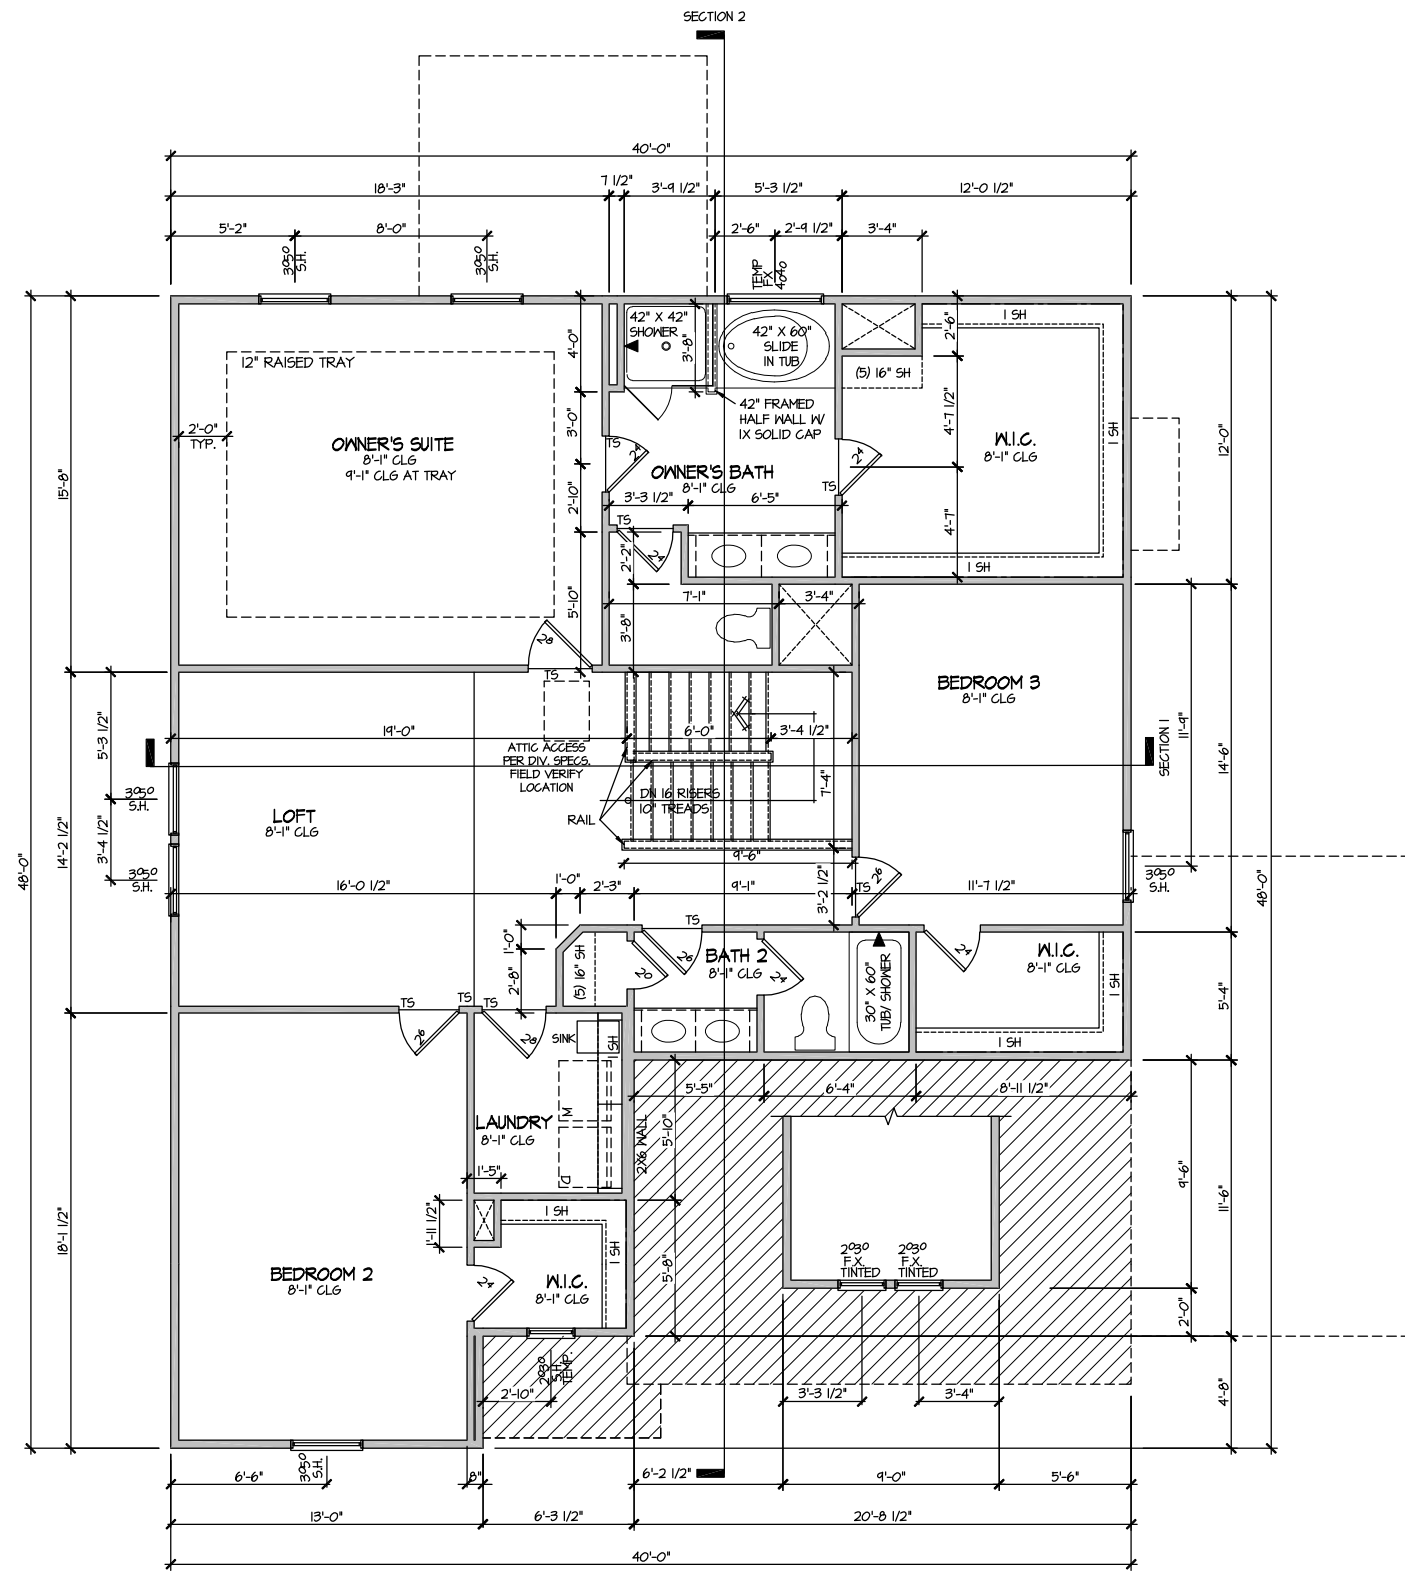 SECTION 2
40'-0"
18'-3"
7 1/2"
3'-9 1/2"
5'-3 1/2"
12'-0 1/2"
5'-2"
8'-0"
2'-6"
2'-9 1/2"
3'-4"
3050
S.H.
3050
S.H.
TEMP
FX
4040
42" X 42"
SHOWER
3'-8"
42" X 60"
SLIDE
IN TUB
2'-6"
1 SH
4'-0"
12" RAISED TRAY
(5) 16" SH
42" FRAMED
HALF WALL W/
1X SOLID CAP
4'-7 1/2"
2'-0"
TYP.
OWNER'S SUITE
8'-1" CLG
9'-1" CLG AT TRAY
3'-0"
TS
24
OWNER'S BATH
8'-1" CLG
24
TS
W.I.C.
8'-1" CLG
1 SH
12'-0"
15'-8"
2'-10"
3'-3 1/2"
6'-5"
4'-7"
TS
24
2'-2"
1 SH
5'-10"
7'-1"
3'-4"
3'-8"
28
TS
BEDROOM 3
8'-1" CLG
5'-3 1/2"
19'-0"
6'-0"
3'-4 1/2"
11'-9"
SECTION 1
14'-6"
ATTIC ACCESS
PER DIV. SPECS.
FIELD VERIFY
LOCATION
7'-4"
DN 16 RISERS
10" TREADS
RAIL
3050
S.H.
LOFT
8'-1" CLG
14'-2 1/2"
3'-4 1/2"
48'-0"
9'-6"
3050
S.H.
16'-0 1/2"
1'-0"
2'-3"
9'-1"
3'-2 1/2"
TS
26
11'-7 1/2"
3050
S.H.
48'-0"
TS
1'-0"
2'-8"
(5) 16" SH
20
26
BATH 2
8'-1" CLG
24
30" X 60"
TUB/ SHOWER
24
W.I.C.
8'-1" CLG
1 SH
5'-4"
TS
TS
TS
26
28
SINK
1 SH
1 SH
5'-5"
6'-4"
8'-11 1/2"
LAUNDRY
8'-1" CLG
W
D
2X6 WALL
5'-10"
1'-5"
9'-6"
11'-6"
18'-1 1/2"
1'-11 1/2"
1 SH
1 SH
5'-8"
BEDROOM 2
8'-1" CLG
24
W.I.C.
8'-1" CLG
2030
F.X.
TINTED
2030
F.X.
TINTED
2'-0"
2030
S.H.
TEMP.
2'-10"
3'-3 1/2"
3'-4"
4'-8"
6'-6"
3050
S.H.
8"
6'-2 1/2"
9'-0"
5'-6"
13'-0"
6'-3 1/2"
20'-8 1/2"
40'-0"